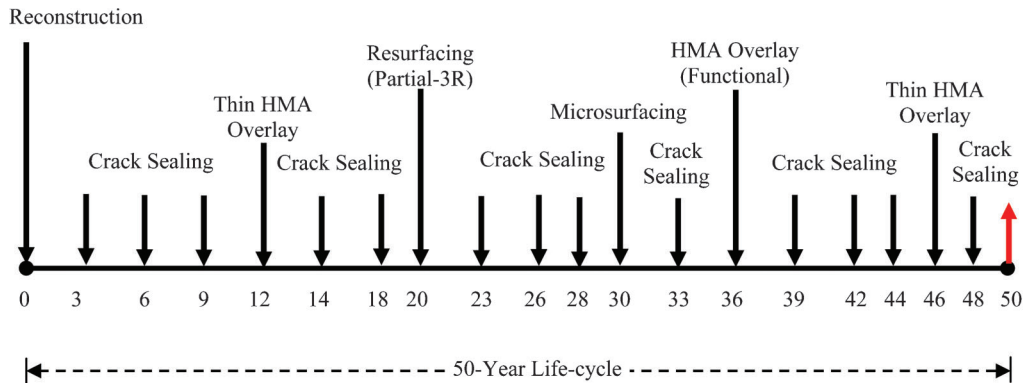 Reconstruction
Resurfacing
(Partial-3R)
HMA Overlay
(Functional)
Thin HMA
Overlay
Microsurfacing
Thin HMA
Overlay
Crack Sealing
Crack Sealing
Crack Sealing
Crack
Sealing
Crack Sealing
Crack
Sealing
0 3 6 9 12 14 18 20 23 26 28 30 33 36 39 42 44 46 48 50
50-Year Life-cycle